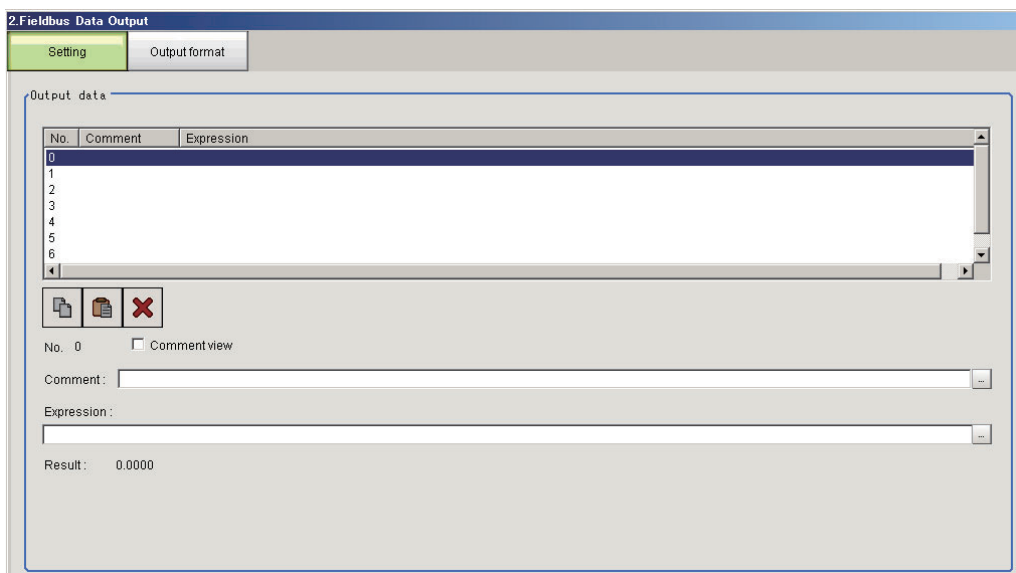 2.Fieldbus Data Output
Setting Output format
Output data
No. Comment Expression
0
1
2
3
4
5
6
No. 0 Comment view
Comment : ...
Expression :
...
Result : 0.0000